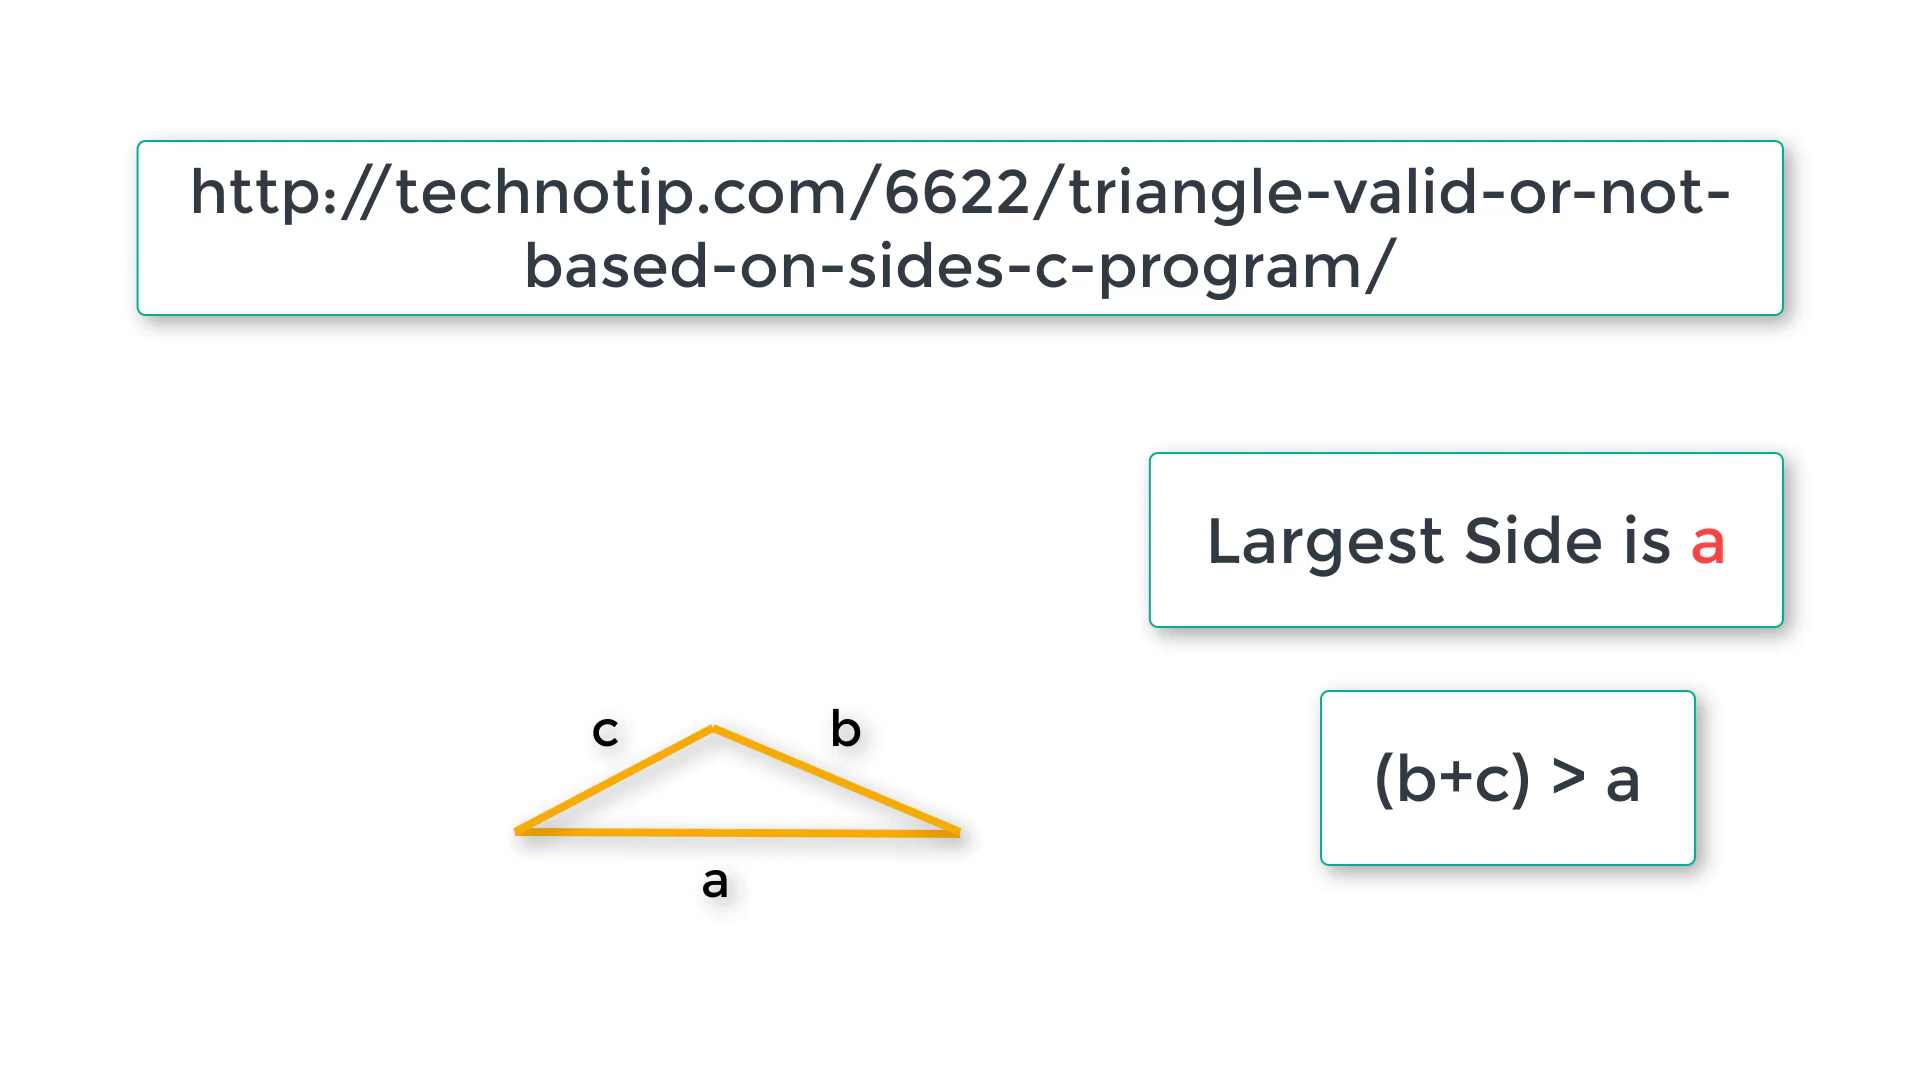 http://technotip.com/6622/triangle-valid-or-not-
based-on-sides-c-program/
Largest Side is a
c
b
(b+c) > a
a